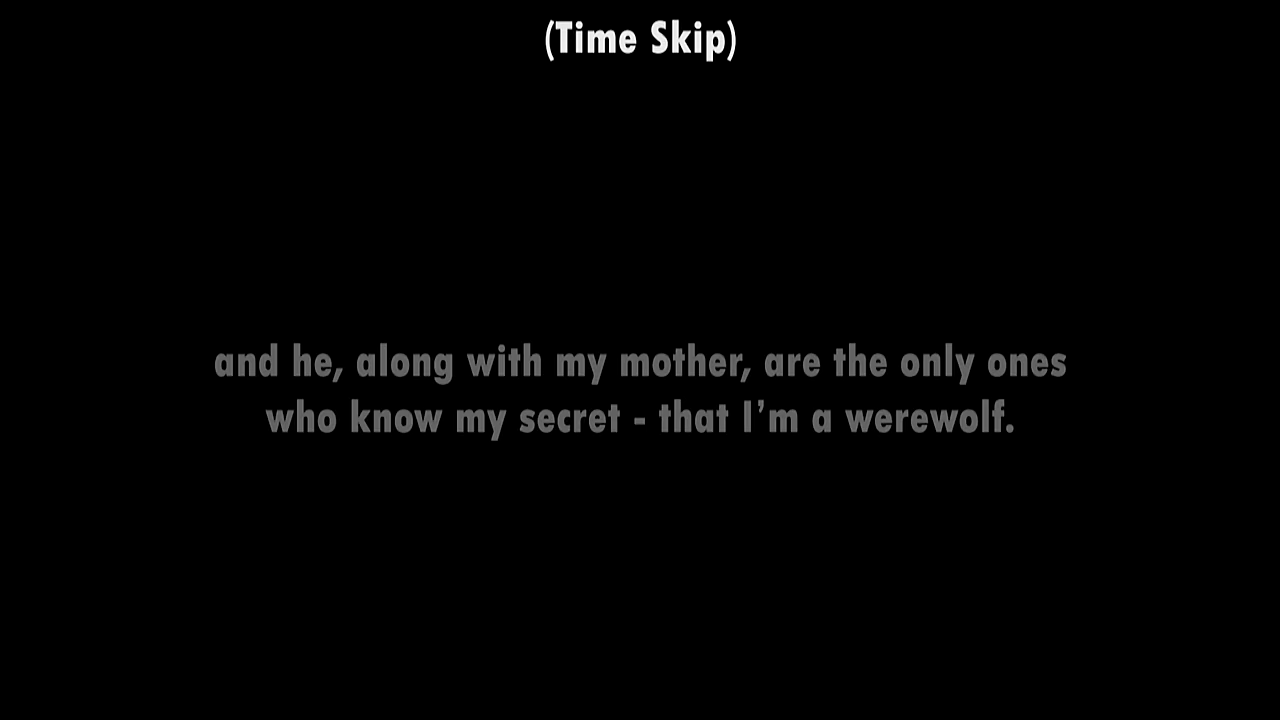 (Time Skip)
and he, along with my mother, are the only ones
who know my secret - that I’m a werewolf.